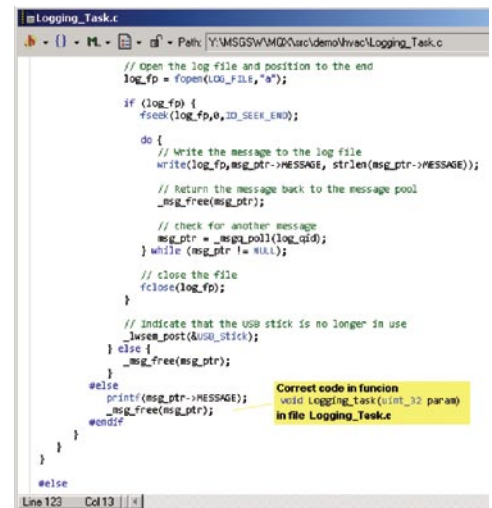 Logging_Task.c
Path: Y:\MSGSW\MQX\src\demo\hvac\Logging_Task.c
// Open the log file and position to the end
log_fp = fopen(LOG_FILE,"a");
if (log_fp) {
fseek(log_fp,0,IO_SEEK_END);
do {
// Write the message to the log file
write(log_fp,msg_ptr->MESSAGE, strlen(msg_ptr->MESSAGE));
// Return the message back to the message pool
_msg_free(msg_ptr);
// check for another message
msg_ptr = _msgq_poll(log_qid);
} while (msg_ptr != NULL);
// close the file
fclose(log_fp);
}
// Indicate that the USB stick is no longer in use
_lwsem_post(&USB_Stick);
} else {
_msg_free(msg_ptr);
}
#else
printf(msg_ptr->MESSAGE);
_msg_free(msg_ptr);
#endif
Correct code in funcion
void Logging_task(uint_32 param)
in file Logging_Task.c
}
}
}
#else
Line 123 Col 13